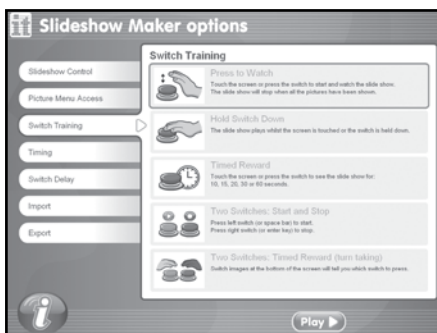 Slideshow Maker options
Slideshow Control
Picture Menu Access
Switch Training
Timing
Switch Delay
Import
Export
Switch Training
Press to Watch
Touch the screen or press the switch to start and watch the slide show.
The slide show will stop when all the pictures have been shown.
Hold Switch Down
The slide show plays whilst the screen is touched or the switch is held down.
Timed Reward
Touch the screen or press the switch to see the slide show for:
10, 15, 20, 30 or 60 seconds.
Two Switches: Start and Stop
Press left switch (or space bar) to start.
Press right switch (or enter key) to stop.
Two Switches: Timed Reward (turn taking)
Switch images at the bottom of the screen will tell you which switch to press.
Play